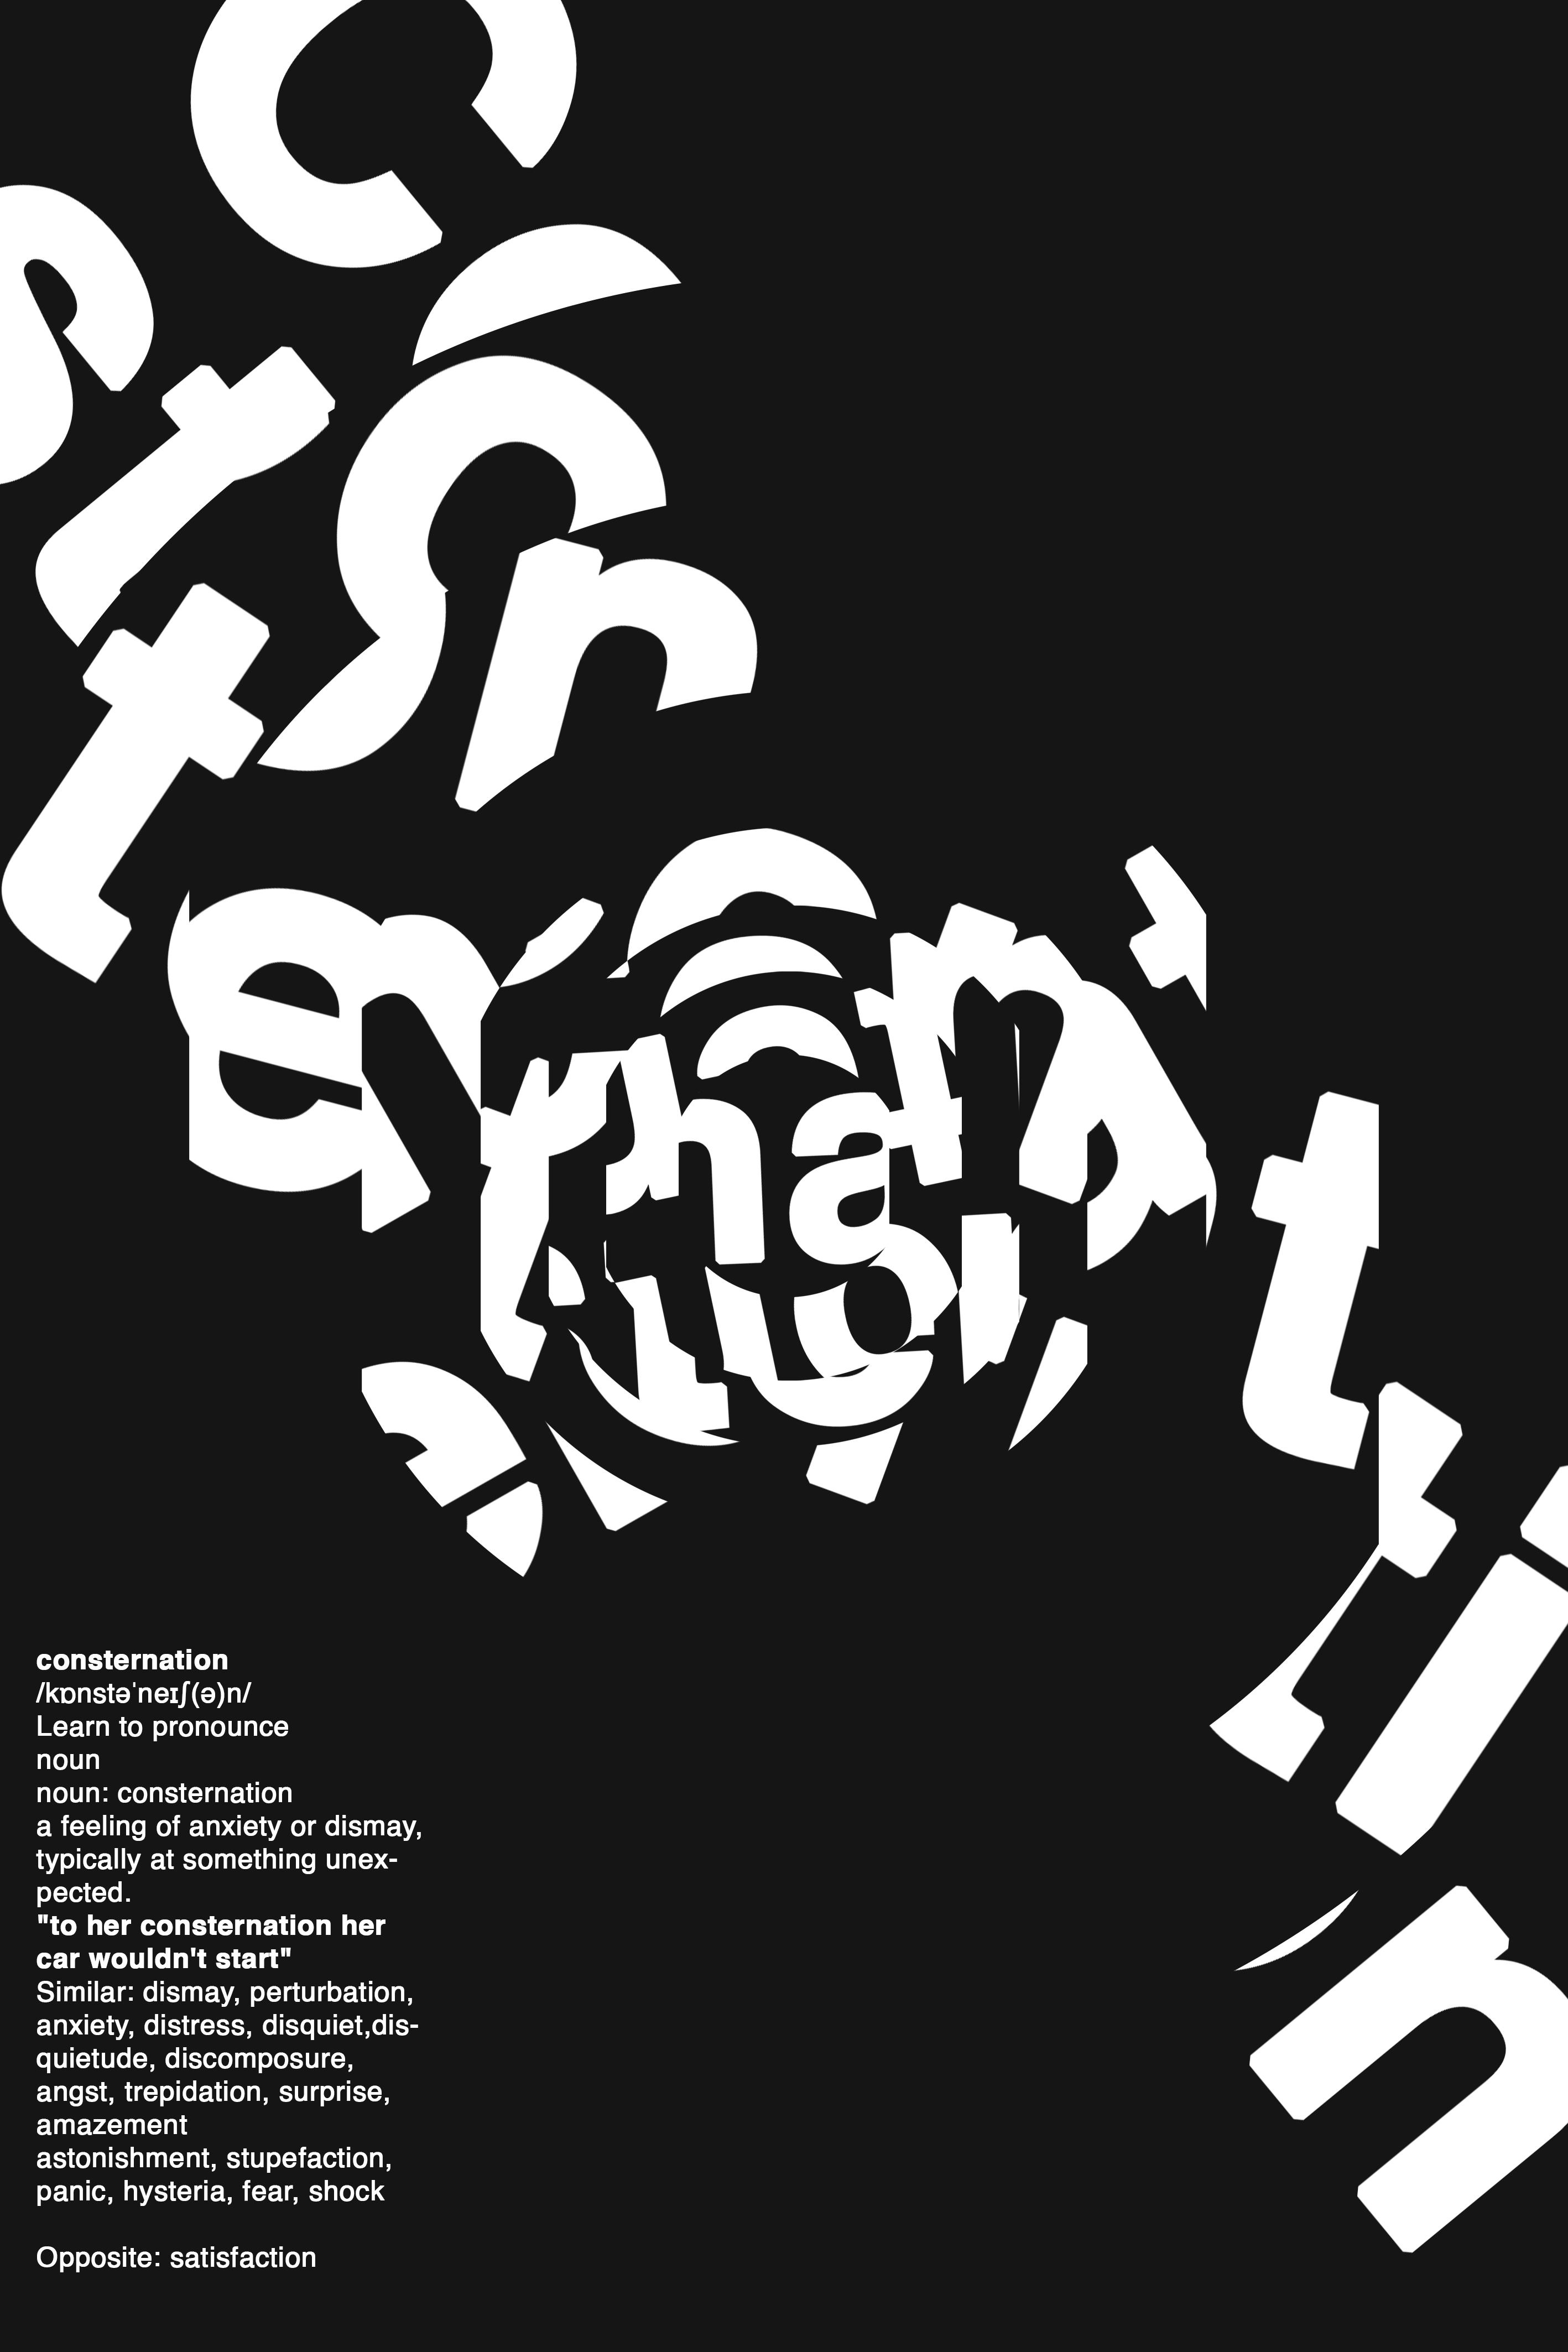 consternation
/kɒnstəˈneɪʃ(ə)n/
Learn to pronounce
noun
noun: consternation
a feeling of anxiety or dismay,
typically at something unex-
pected.
"to her consternation her
car wouldn't start"
Similar: dismay, perturbation,
anxiety, distress, disquiet,dis-
quietude, discomposure,
angst, trepidation, surprise,
amazement
astonishment, stupefaction,
panic, hysteria, fear, shock
Opposite: satisfaction